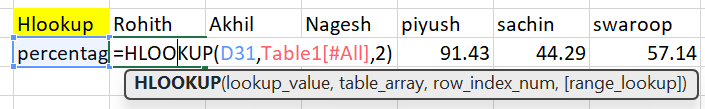 Hlookup Rohith Akhil Nagesh piyush sachin swaroop
percentag =HLOOKUP(D31,Table1[#All],2) 91.43 44.29 57.14
HLOOKUP(lookup_value, table_array, row_index_num, [range_lookup])